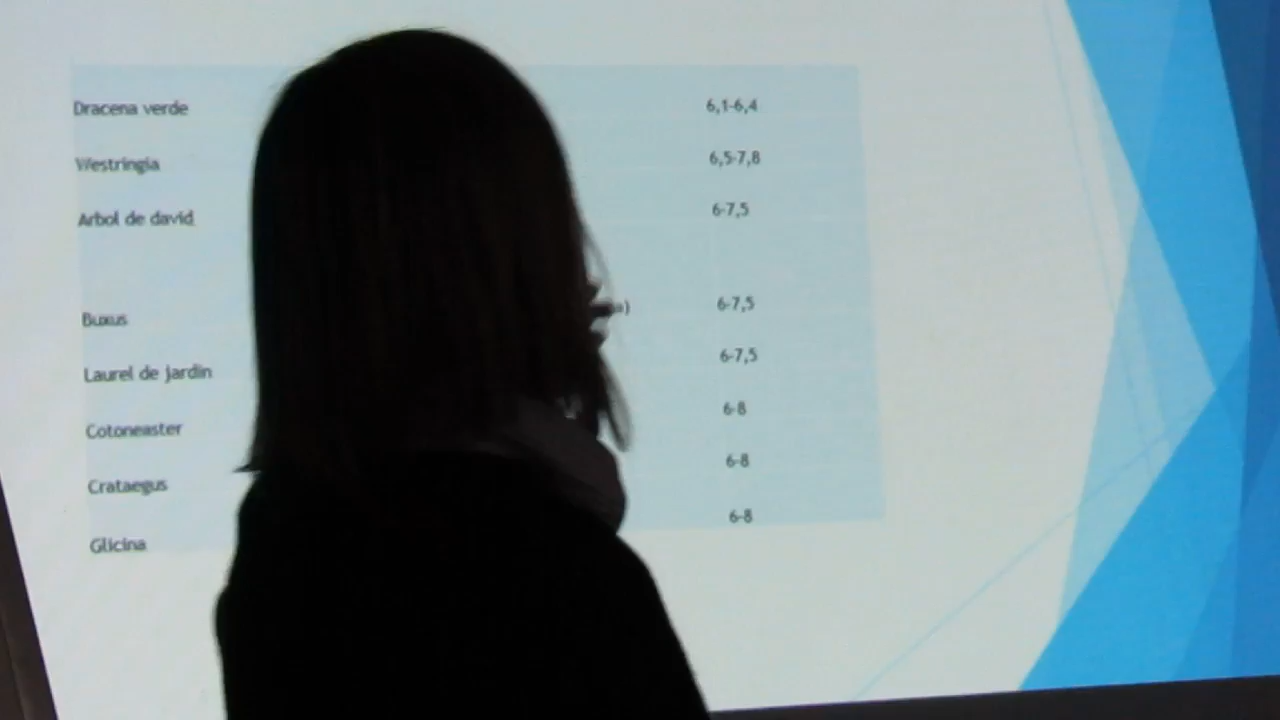 Dracena verde 6,1-6,4
Westringia 6,5-7,8
Arbol de david 6-7,5
Buxus 6-7,5
Laurel de jardin 6-7,5
Cotoneaster 6-8
Crataegus 6-8
Glicina 6-8